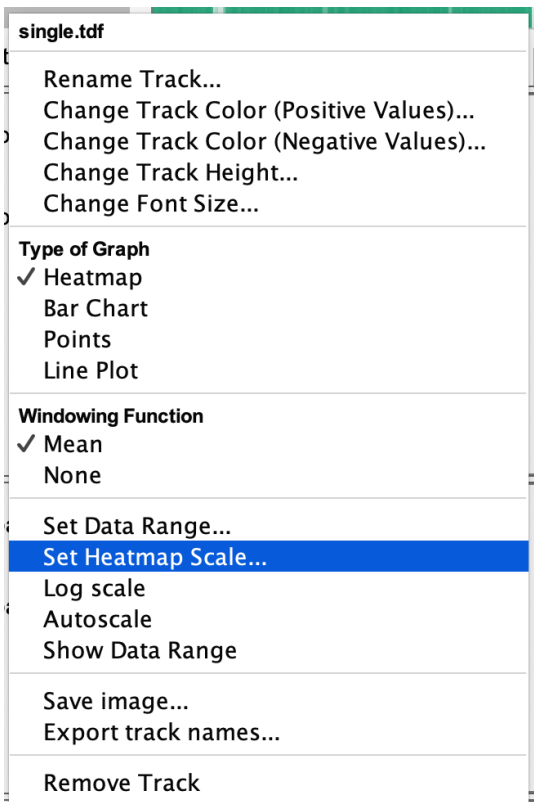 single.tdf
Rename Track...
Change Track Color (Positive Values)...
Change Track Color (Negative Values)...
Change Track Height...
Change Font Size...
Type of Graph
Heatmap
Bar Chart
Points
Line Plot
Windowing Function
Mean
None
Set Data Range...
Set Heatmap Scale...
Log scale
Autoscale
Show Data Range
Save image...
Export track names...
Remove Track